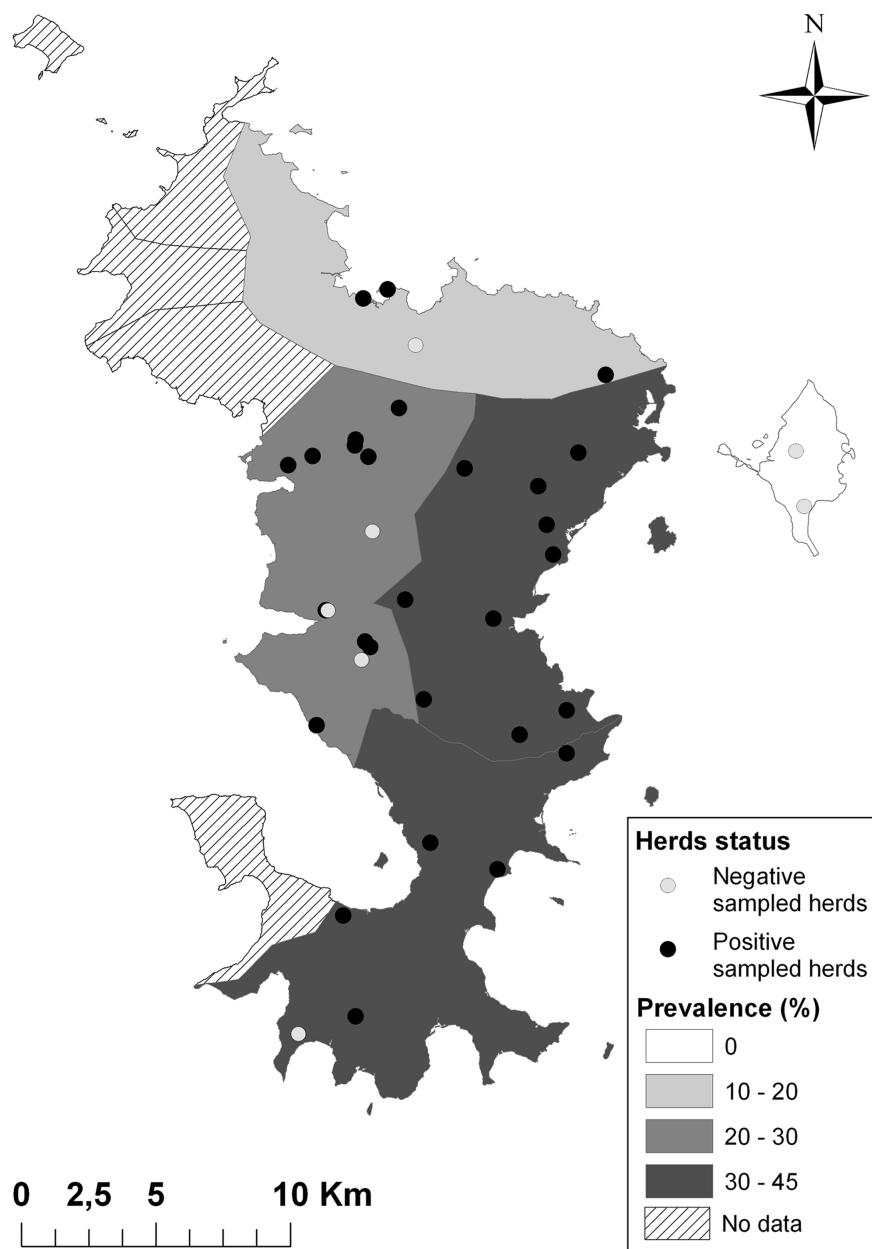 N
Herds status
Negative
sampled herds
Positive
sampled herds
Prevalence (%)
0
10 - 20
20 - 30
30 - 45
No data
0 2,5 5 10 Km